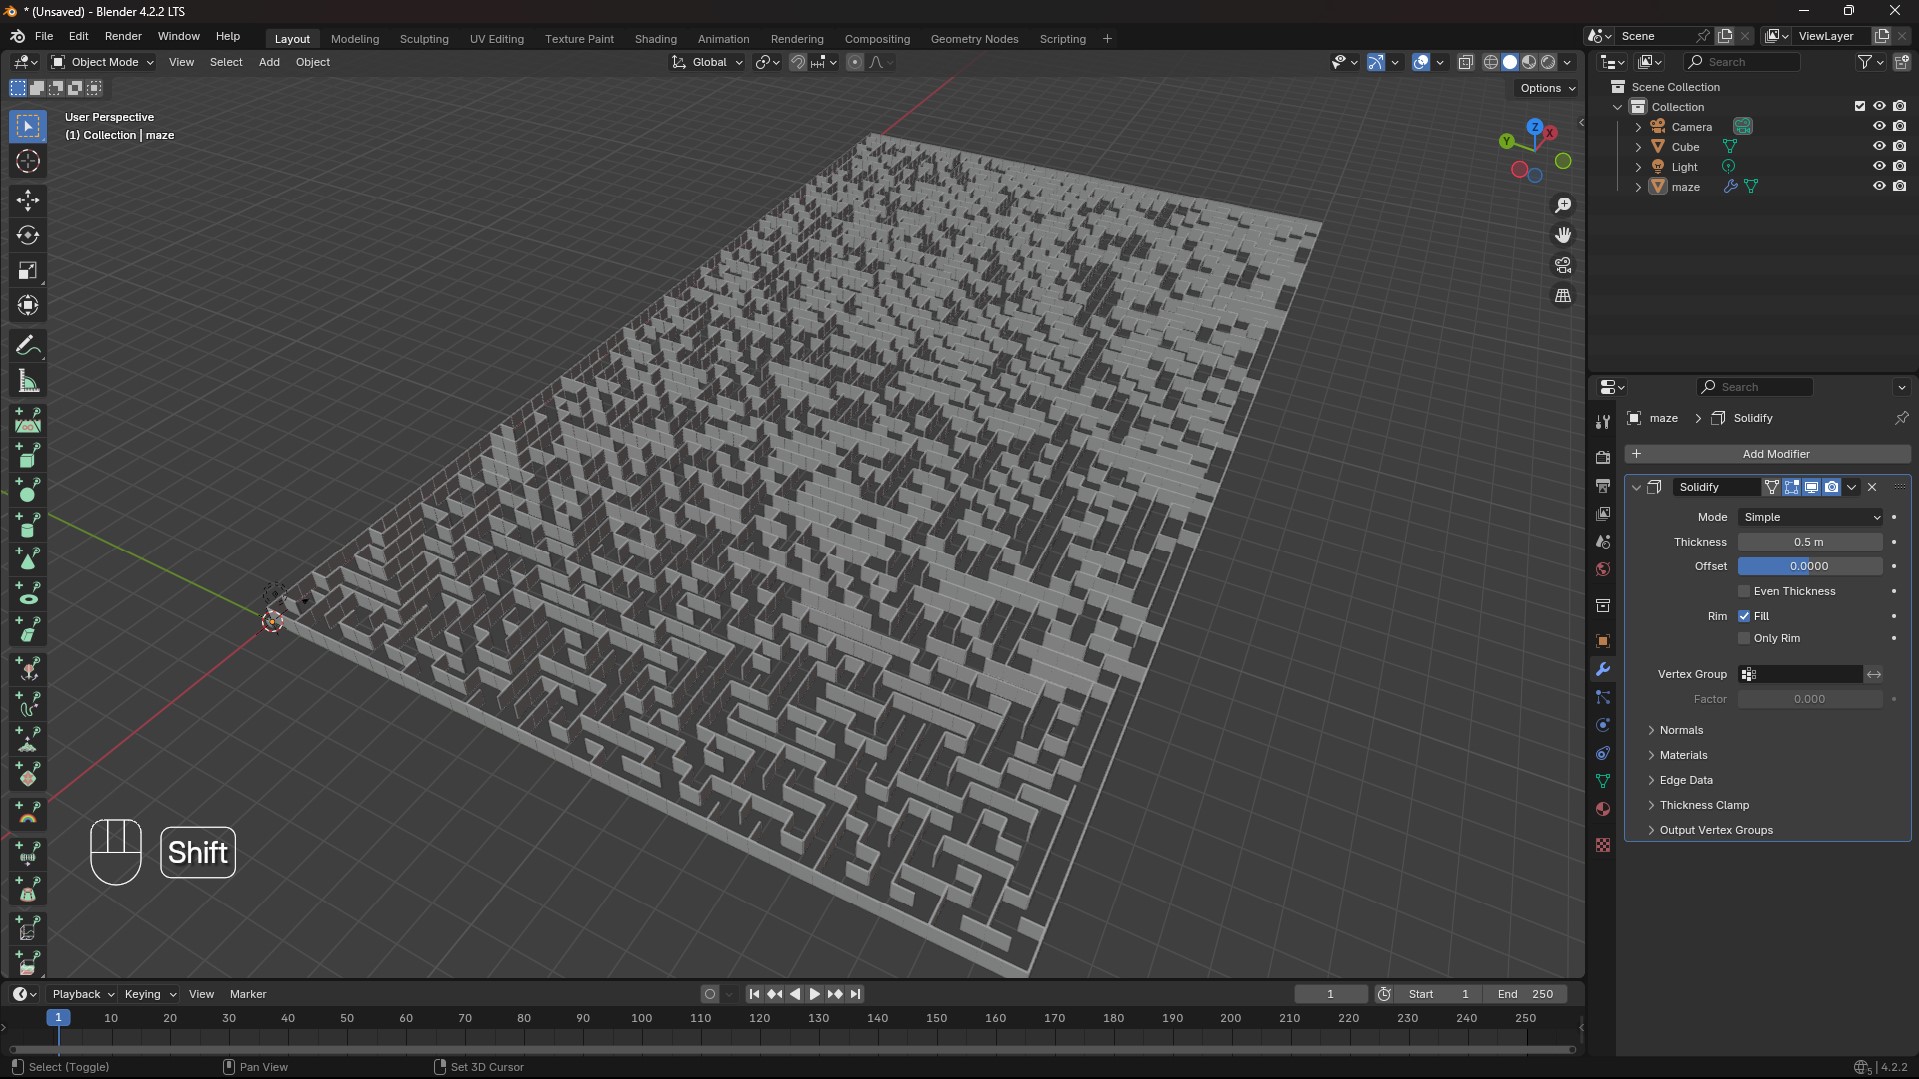 * (Unsaved) - Blender 4.2.2 LTS
File Edit Render Window Help Layout Modeling Sculpting UV Editing Texture Paint Shading Animation Rendering Compositing Geometry Nodes Scripting + Scene ViewLayer
Object Mode View Select Add Object Global Search
Options
User Perspective
(1) Collection | maze
Z
X
Y
Scene Collection
Collection
Camera
Cube
Light
maze
Search
maze > Solidify
+ Add Modifier
Solidify
Mode Simple
Thickness 0.5 m
Offset 0.0000
Even Thickness
Rim Fill
Only Rim
Vertex Group
Factor 0.000
Normals
Materials
Edge Data
Thickness Clamp
Output Vertex Groups
Shift
Playback Keying View Marker 1 Start 1 End 250
1 10 20 30 40 50 60 70 80 90 100 110 120 130 140 150 160 170 180 190 200 210 220 230 240 250
Select (Toggle) Pan View Set 3D Cursor 5 | 4.2.2